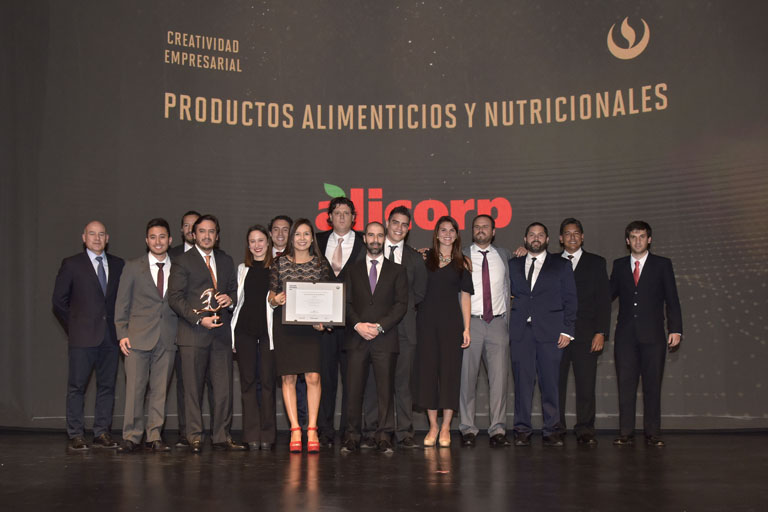 CREATIVIDAD
EMPRESARIAL
PRODUCTOS ALIMENTICIOS Y NUTRICIONALES
alicorp